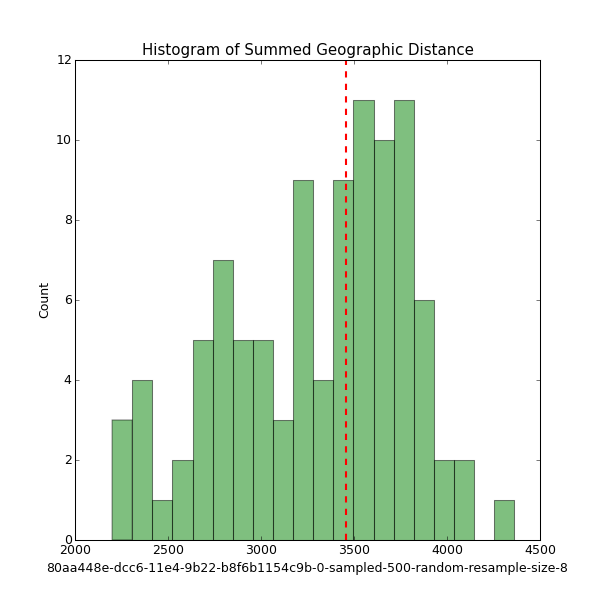 Histogram of Summed Geographic Distance
12
10
8
6
4
2
0
Count
2000 2500 3000 3500 4000 4500
80aa448e-dcc6-11e4-9b22-b8f6b1154c9b-0-sampled-500-random-resample-size-8